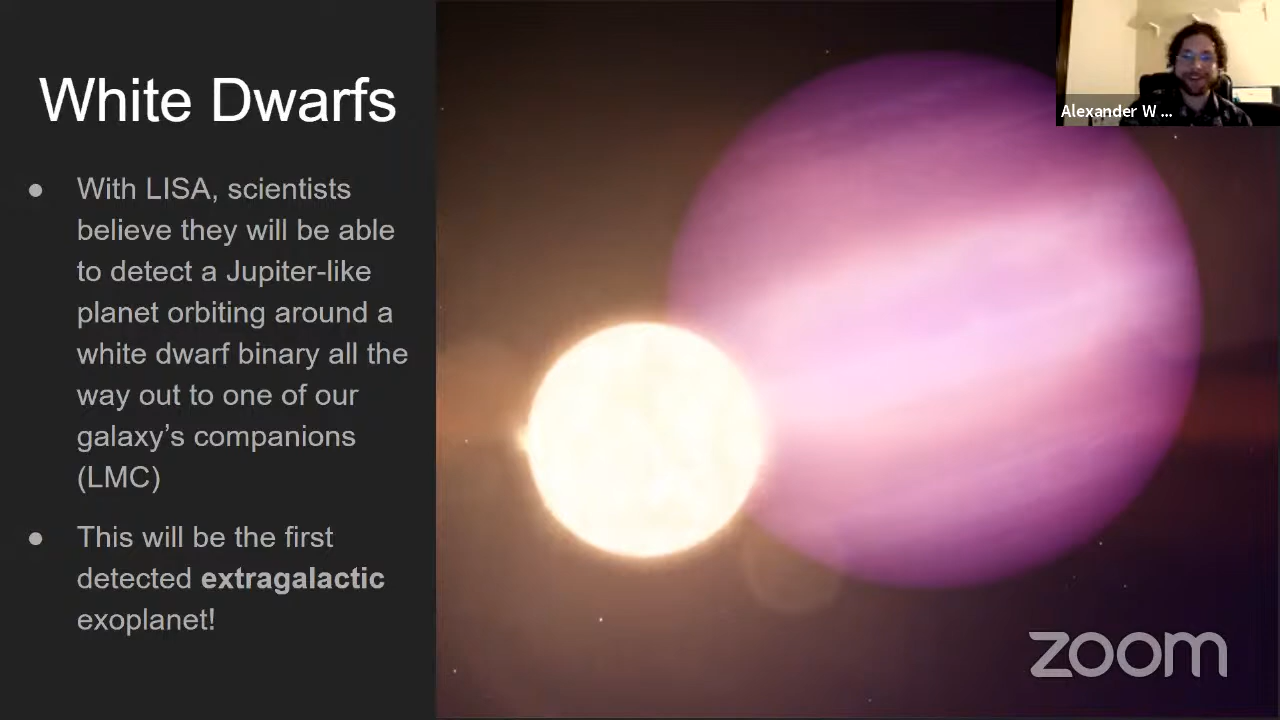 White Dwarfs
● With LISA, scientists
believe they will be able
to detect a Jupiter-like
planet orbiting around a
white dwarf binary all the
way out to one of our
galaxy’s companions
(LMC)
● This will be the first
detected extragalactic
exoplanet!
Alexander W ...
zoom